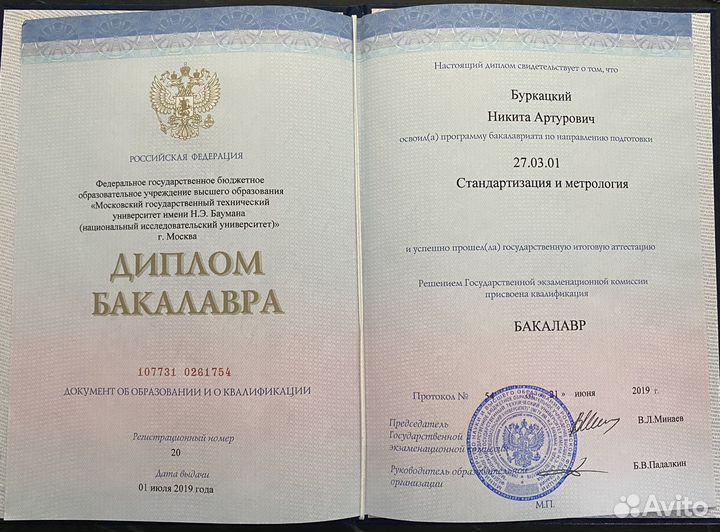 РОССИЙСКАЯ ФЕДЕРАЦИЯ
Федеральное государственное бюджетное
образовательное учреждение высшего образования
«Московский государственный технический
университет имени Н.Э. Баумана
(национальный исследовательский университет)»
г. Москва
ДИПЛОМ
БАКАЛАВРА
107731 0261754
ДОКУМЕНТ ОБ ОБРАЗОВАНИИ И О КВАЛИФИКАЦИИ
Регистрационный номер
20
Дата выдачи
01 июля 2019 года
Настоящий диплом свидетельствует о том, что
Буркацкий
Никита Артурович
освоил(а) программу бакалавриата по направлению подготовки
27.03.01
Стандартизация и метрология
и успешно прошел(ла) государственную итоговую аттестацию
Решением Государственной экзаменационной комиссии
присвоена квалификация
БАКАЛАВР
Протокол № » июня 2019 г.
Председатель
Государственной
экзаменационной комиссии
В.Л.Минаев
Руководитель образовательной
организации
Б.В.Падалкин
М.П.
Avito